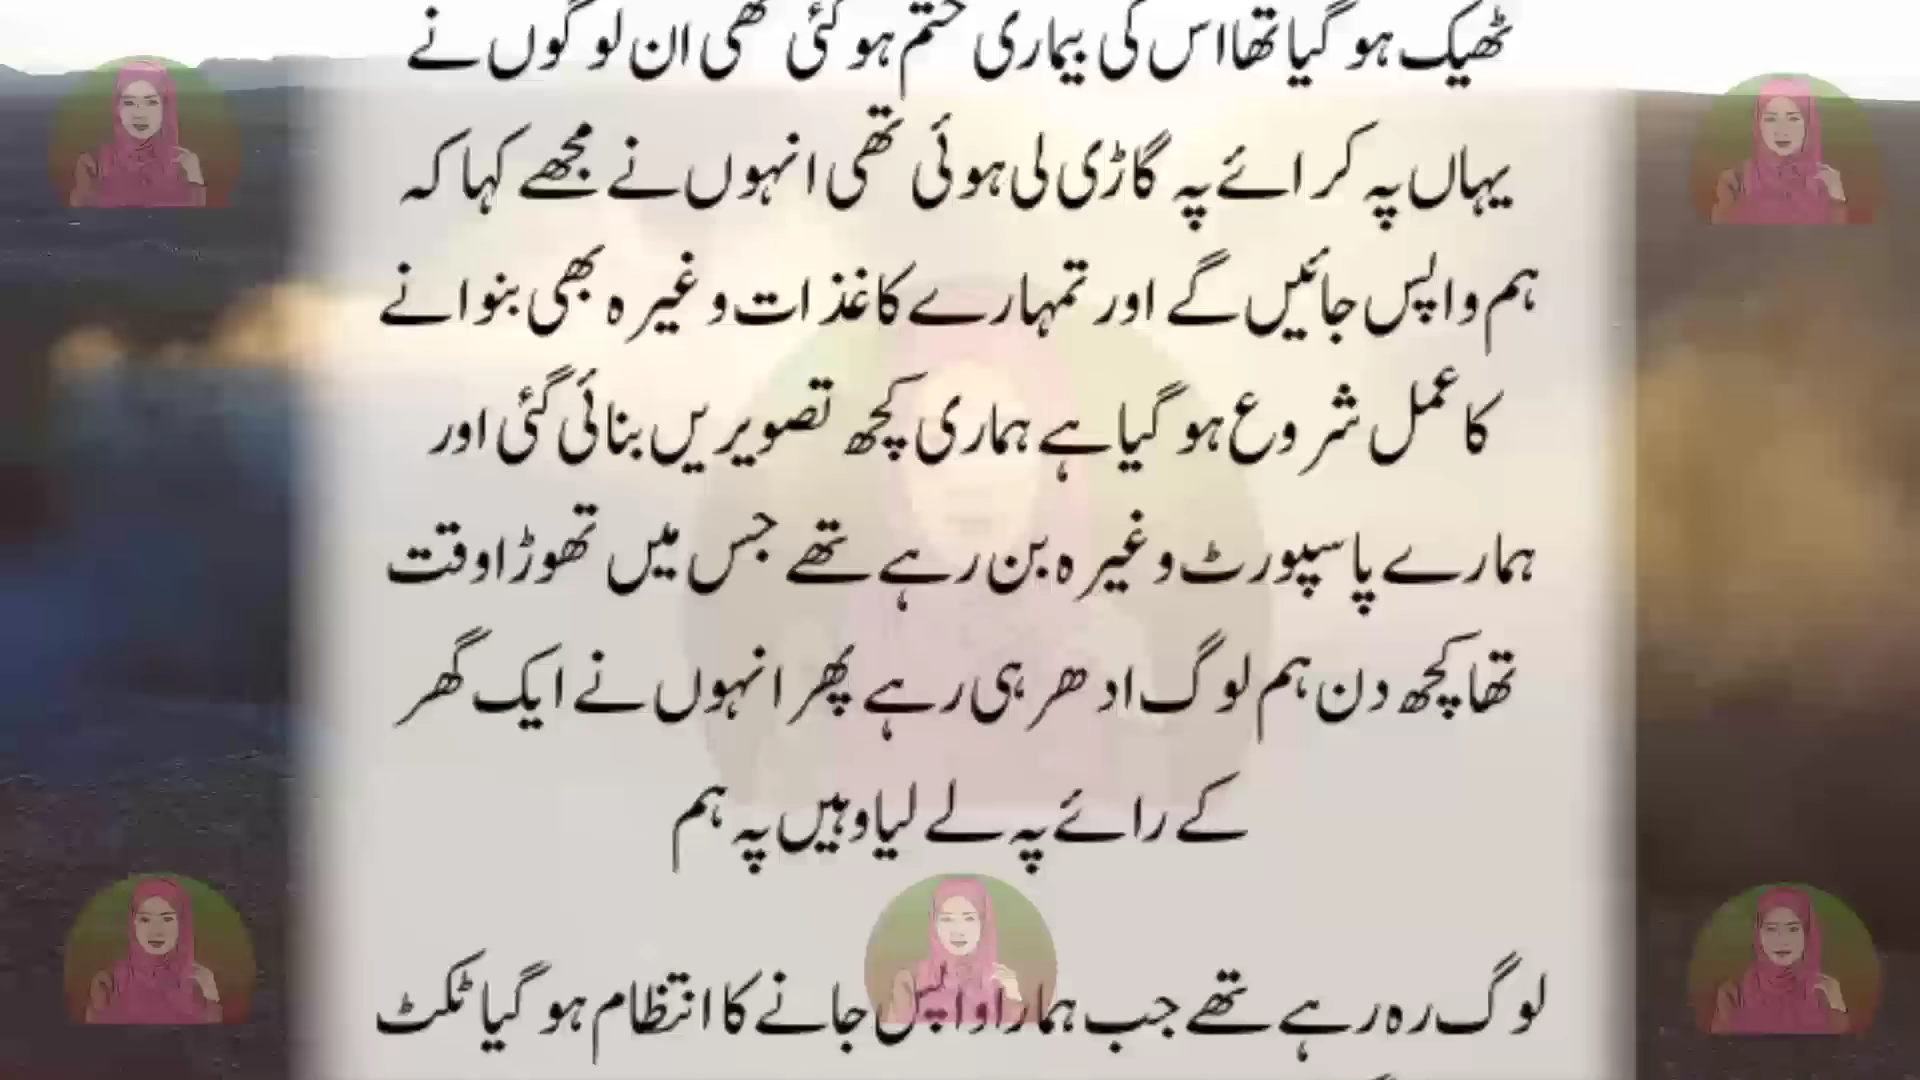 ٹھیک ہو گیا تھا اس کی بیماری ختم ہو گئی تھی ان لوگوں نے
یہاں پہ کرائے پہ گاڑی لی ہوئی تھی انہوں نے مجھے کہا کہ
ہم واپس جائیں گے اور تمہارے کاغذات وغیرہ بھی بنوانے
کا عمل شروع ہو گیا ہے ہماری کچھ تصویریں بنائی گئی اور
ہمارے پاسپورٹ وغیرہ بن رہے تھے جس میں تھوڑا وقت
تھا کچھ دن ہم لوگ ادھر ہی رہے پھر انہوں نے ایک گھر
کے رائے پہ لے لیا وہیں پہ ہم
لوگ رہ رہے تھے جب ہمارا واپس جانے کا انتظام ہو گیا ٹکٹ